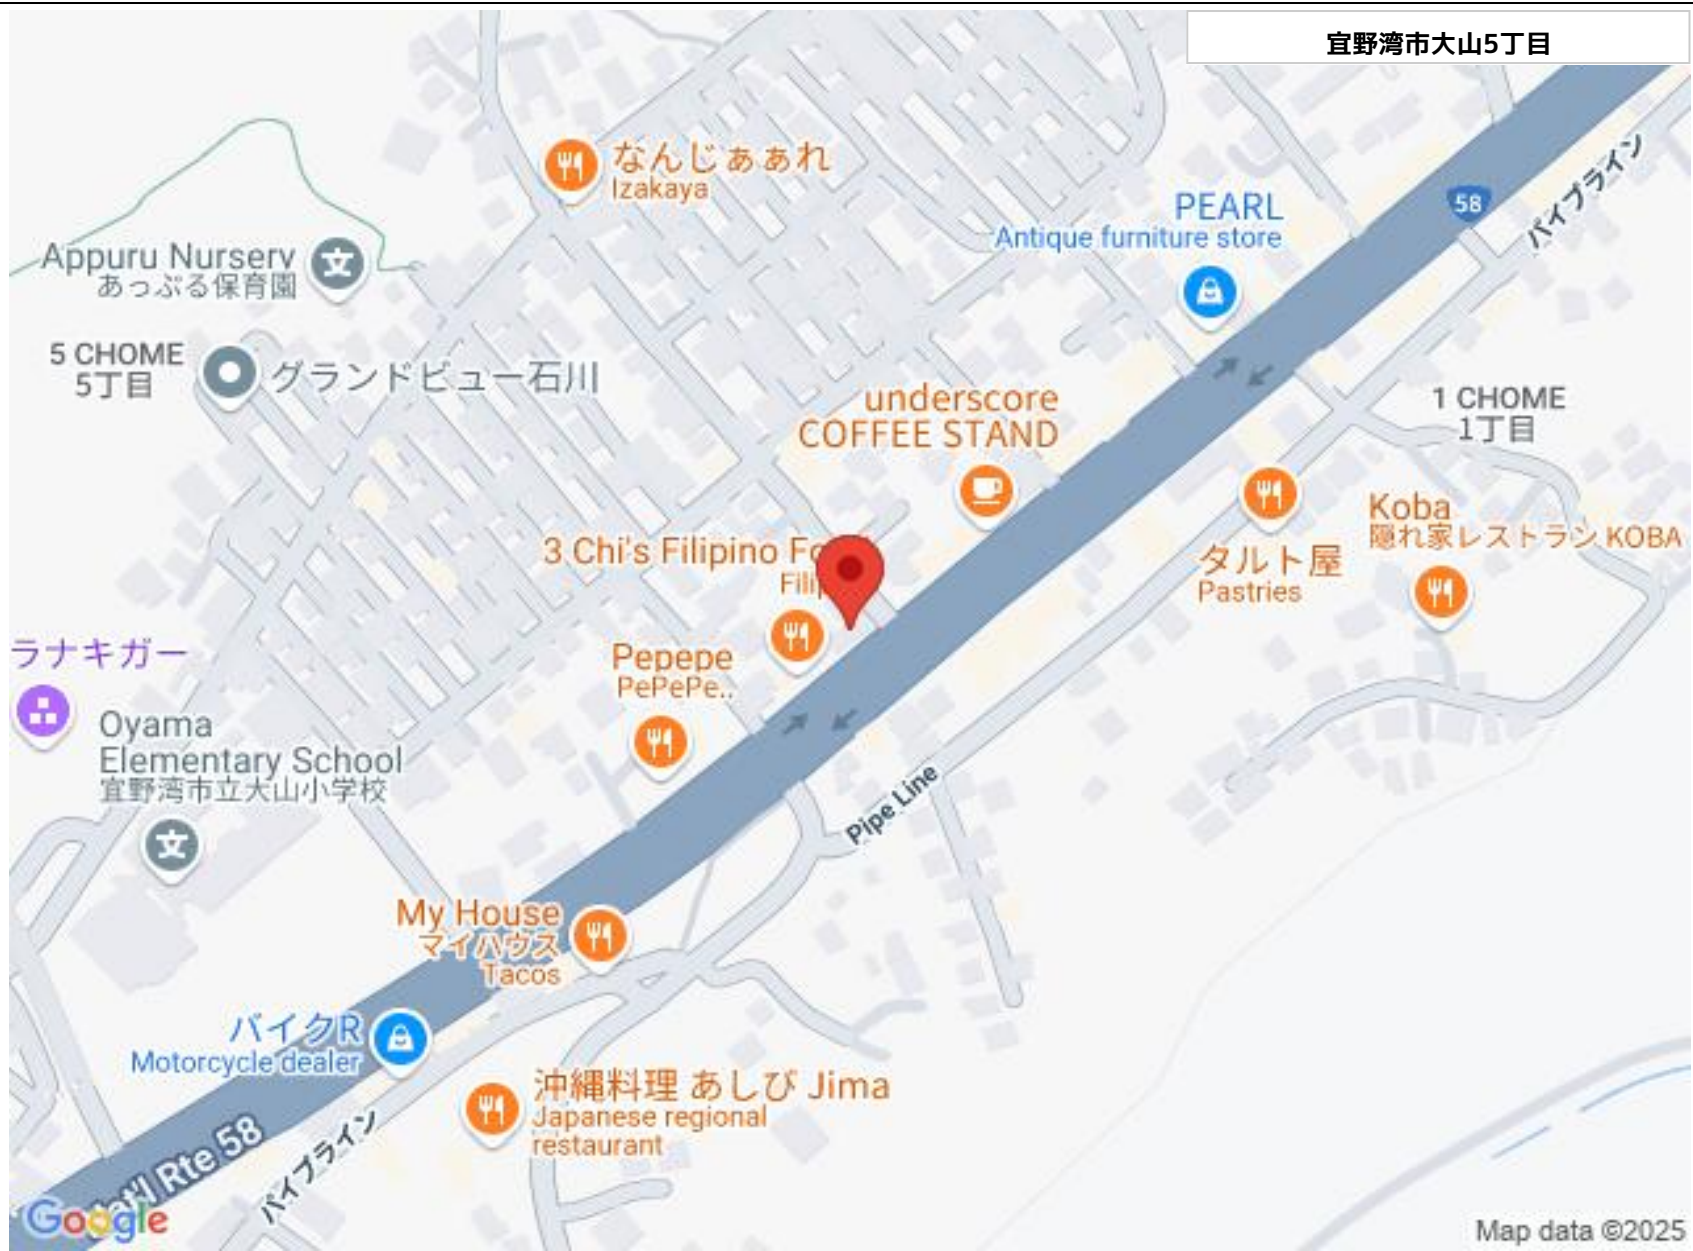 宜野湾市大山5丁目
なんじぁぁれ
Izakaya
58
パイプライン
PEARL
Antique furniture store
Appuru Nurserv
あっぷる保育園
5 CHOME
5丁目
グランドビュー石川
underscore
COFFEE STAND
1 CHOME
1丁目
Koba
隠れ家レストラン KOBA
3 Chi's Filipino
タルト屋
Pastries
ラナキガー
Pepepe
PePePe..
Oyama
Elementary School
宜野湾市立大山小学校
Pipe Line
My House
マイハウス
Tacos
バイクR
Motorcycle dealer
沖縄料理 あしび Jima
Japanese regional
restaurant
Rte 58
パイプライン
Google
Map data ©2025